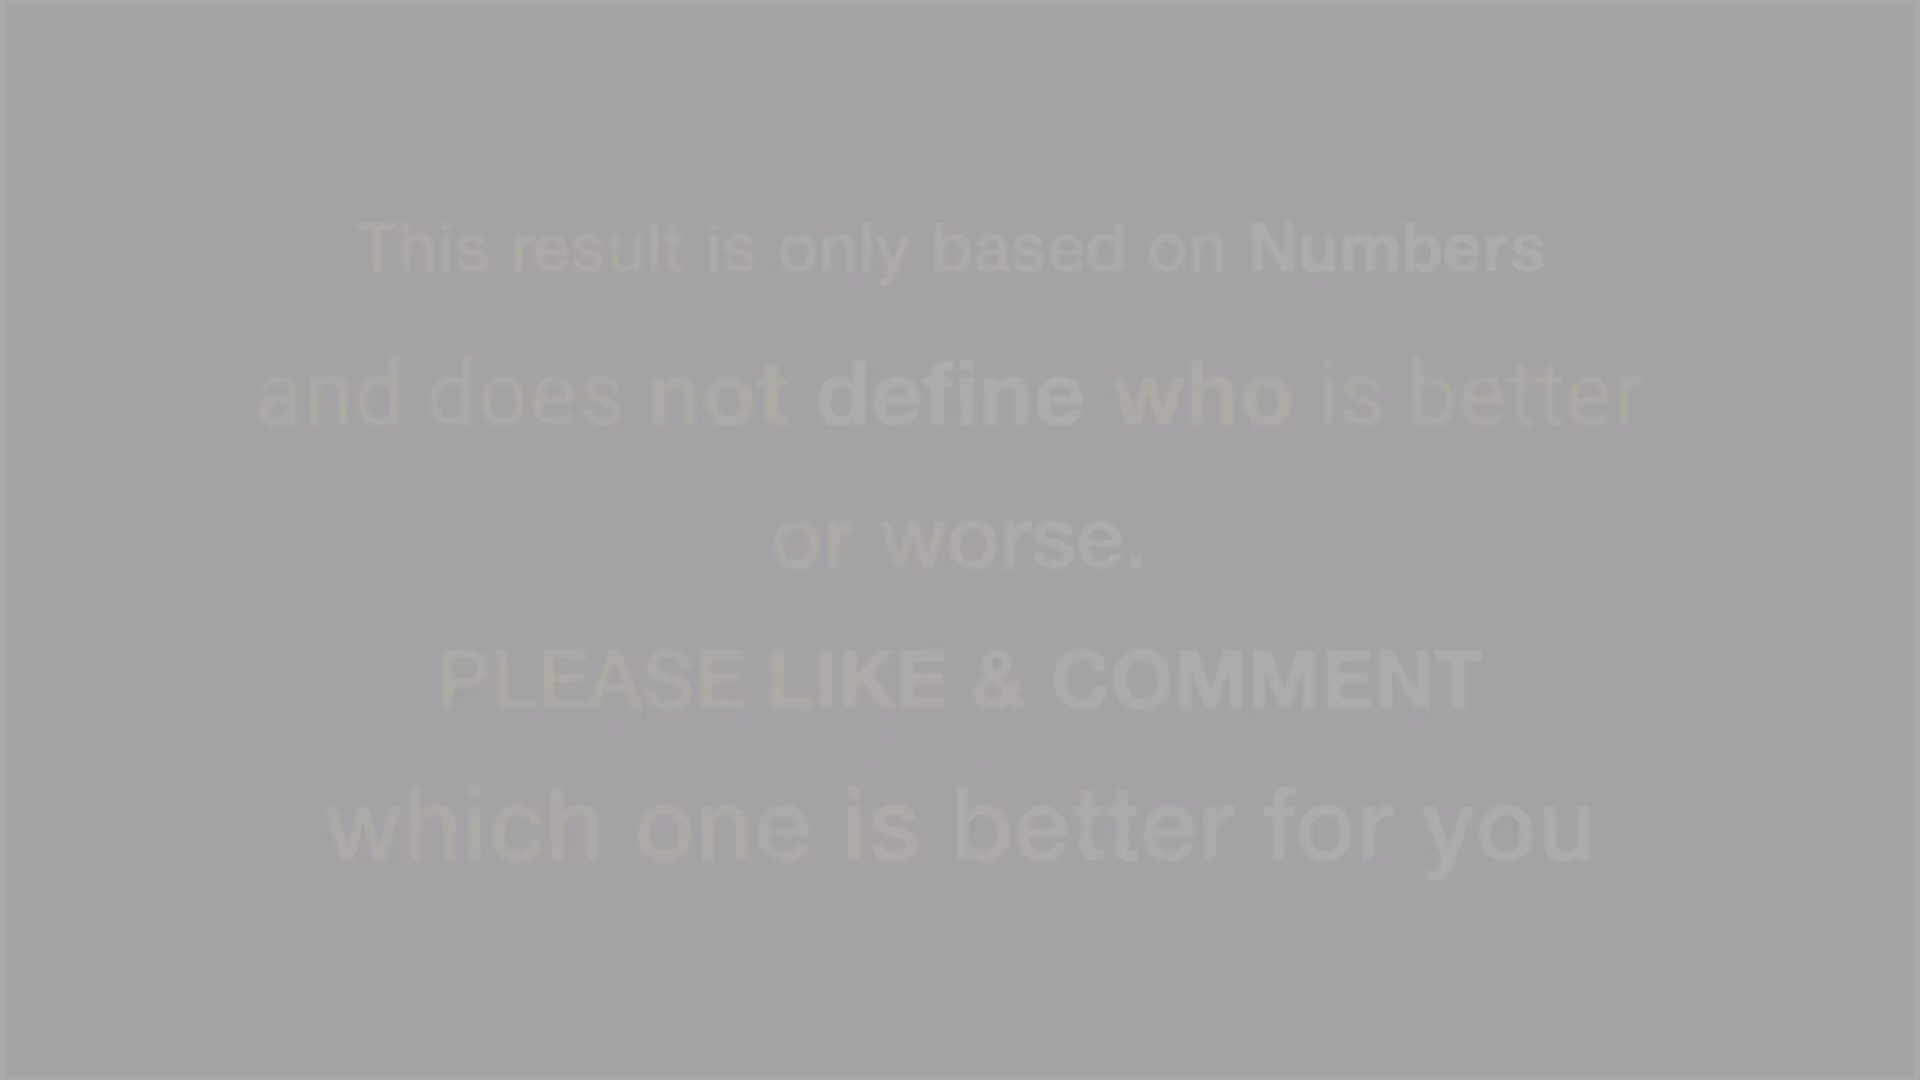 This result is only based on Numbers
and does not define who is better
or worse.
PLEASE LIKE & COMMENT
which one is better for you